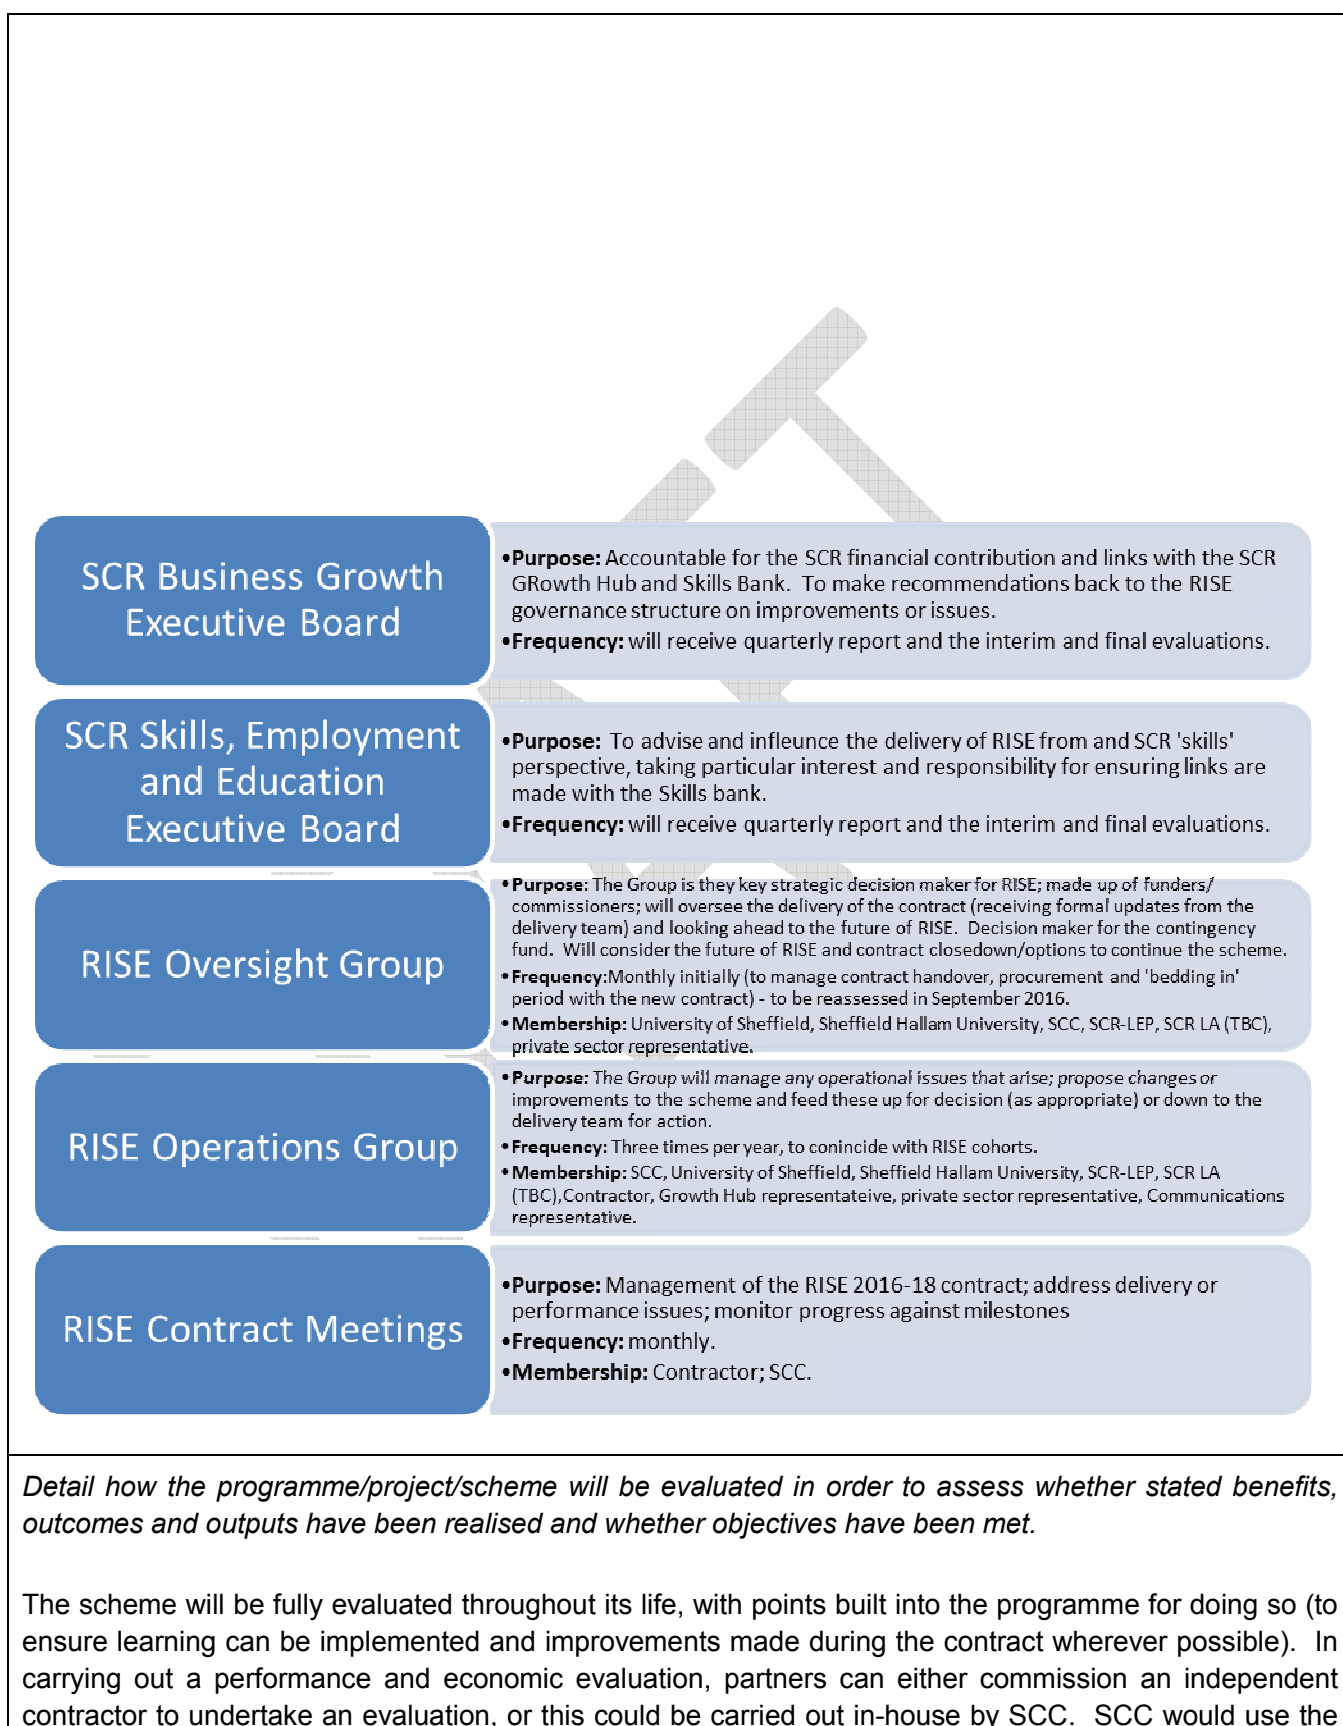 SCR Business Growth
Executive Board
•Purpose: Accountable for the SCR financial contribution and links with the SCR
GRowth Hub and Skills Bank.  To make recommendations back to the RISE
governance structure on improvements or issues.
•Frequency: will receive quarterly report and the interim and final evaluations.
SCR Skills, Employment
and Education
Executive Board
•Purpose:  To advise and infleunce the delivery of RISE from and SCR 'skills'
perspective, taking particular interest and responsibility for ensuring links are
made with the Skills bank.
•Frequency: will receive quarterly report and the interim and final evaluations.
RISE Oversight Group
•Purpose: The Group is they key strategic decision maker for RISE; made up of funders/
commissioners; will oversee the delivery of the contract (receiving formal updates from the
delivery team) and looking ahead to the future of RISE.  Decision maker for the contingency
fund.  Will consider the future of RISE and contract closedown/options to continue the scheme.
•Frequency:Monthly initially (to manage contract handover, procurement and 'bedding in'
period with the new contract) - to be reassessed in September 2016.
•Membership: University of Sheffield, Sheffield Hallam University, SCC, SCR-LEP, SCR LA (TBC),
private sector representative.
RISE Operations Group
•Purpose: The Group will manage any operational issues that arise; propose changes or
improvements to the scheme and feed these up for decision (as appropriate) or down to the
delivery team for action.
•Frequency: Three times per year, to conincide with RISE cohorts.
•Membership: SCC, University of Sheffield, Sheffield Hallam University, SCR-LEP, SCR LA
(TBC),Contractor, Growth Hub representateive, private sector representative, Communications
representative.
RISE Contract Meetings
•Purpose: Management of the RISE 2016-18 contract; address delivery or
performance issues; monitor progress against milestones
•Frequency: monthly.
•Membership: Contractor; SCC.
Detail how the programme/project/scheme will be evaluated in order to assess whether stated benefits,
outcomes and outputs have been realised and whether objectives have been met.
The scheme will be fully evaluated throughout its life, with points built into the programme for doing so (to
ensure learning can be implemented and improvements made during the contract wherever possible).  In
carrying out a performance and economic evaluation, partners can either commission an independent
contractor to undertake an evaluation, or this could be carried out in-house by SCC.  SCC would use the